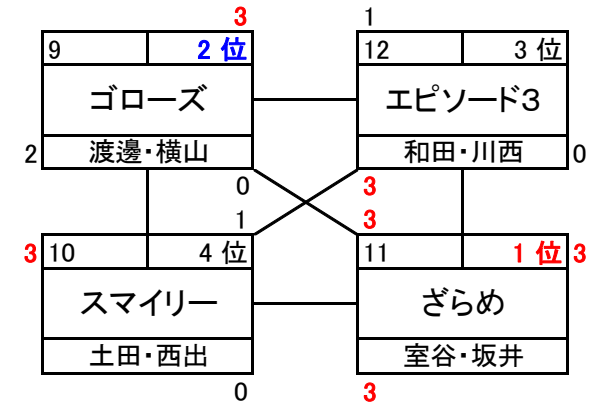 3
1
9
2 位
12
3 位
ゴローズ
エピソード3
2
渡邊・横山
和田・川西
0
0
3
1
3
3
10
4 位
11
1 位
3
スマイリー
ざらめ
土田・西出
室谷・坂井
0
3